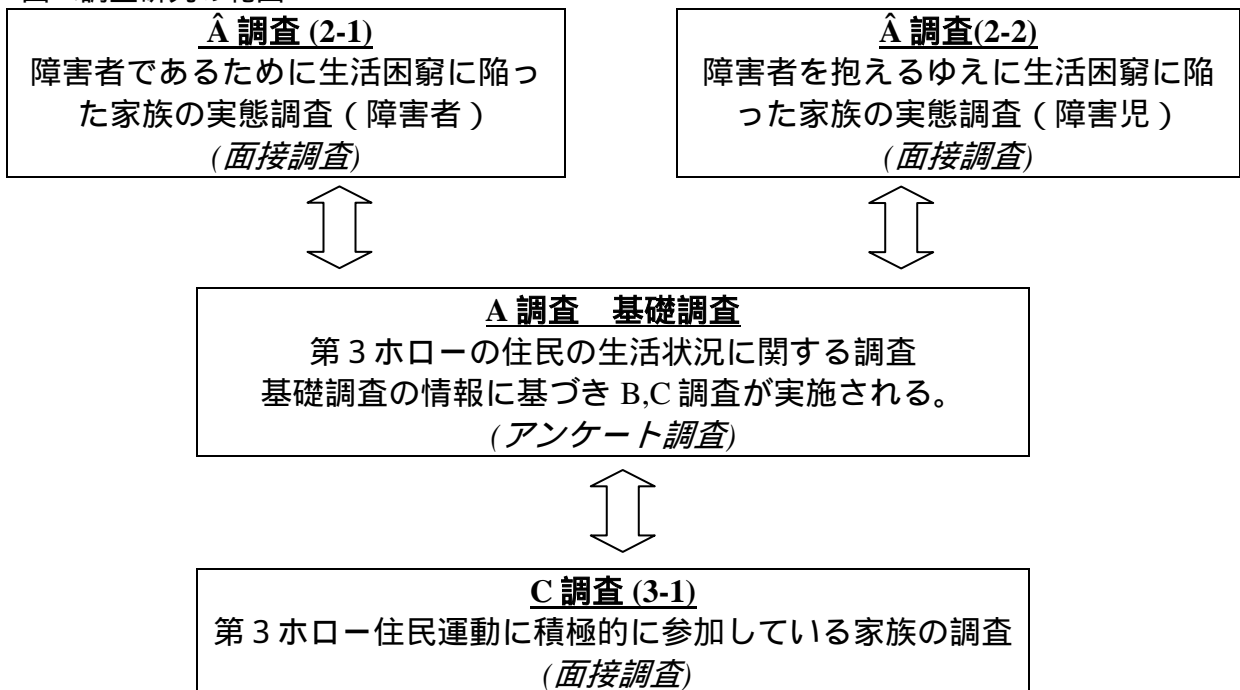 Â 調査 (2-1)
障害者であるために生活困窮に陥っ
た家族の実態調査（障害者）
(面接調査)
Â 調査(2-2)
障害者を抱えるゆえに生活困窮に陥
った家族の実態調査（障害児）
(面接調査)
A 調査　基礎調査
第３ホローの住民の生活状況に関する調査
基礎調査の情報に基づき B,C 調査が実施される。
(アンケート調査)
C 調査 (3-1)
第３ホロー住民運動に積極的に参加している家族の調査
(面接調査)